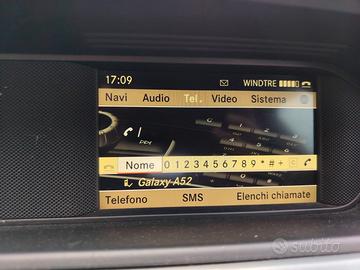 17:09 WINDTRE
Navi Audio Tel. Video Sistema
Nome 0 1 2 3 4 5 6 7 8 9 * # + C
Galaxy A52
Telefono SMS Elenchi chiamate
subito